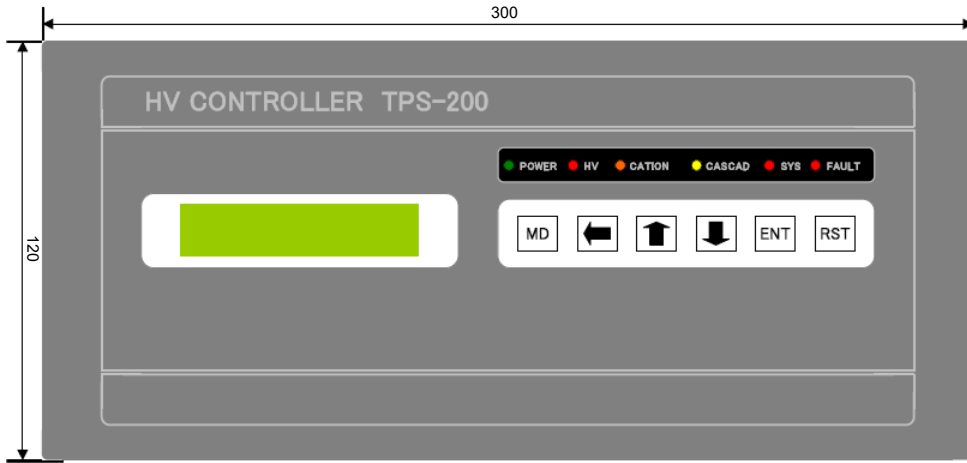 300
HV CONTROLLER TPS-200
POWER HV CATION CASCAD SYS FAULT
120
MD ENT RST